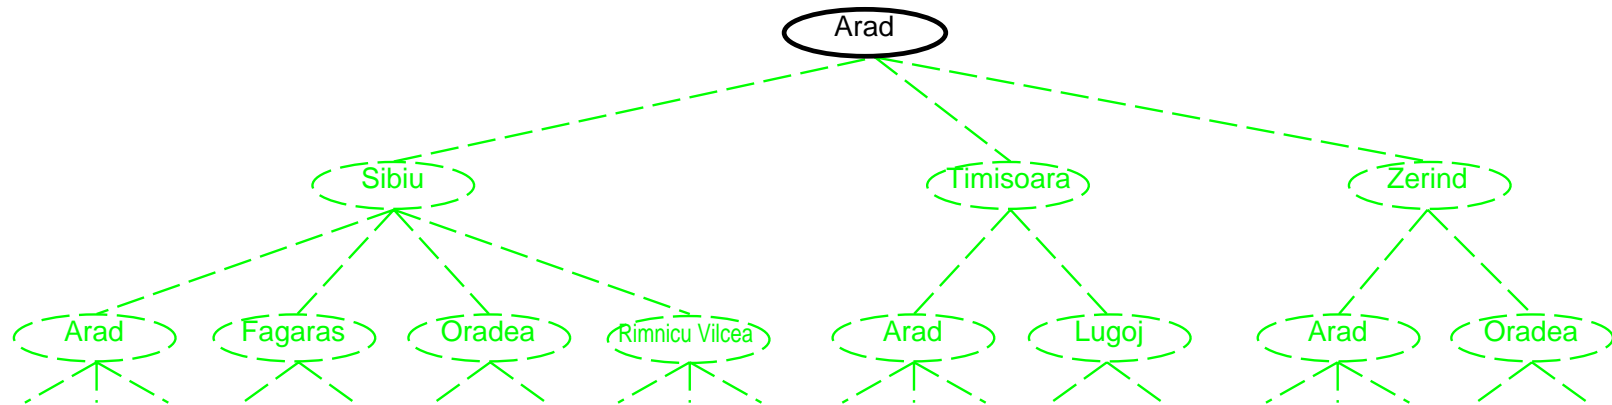 Arad
Sibiu
Timisoara
Zerind
Arad
Fagaras
Oradea
Rimnicu Vilcea
Arad
Lugoj
Arad
Oradea